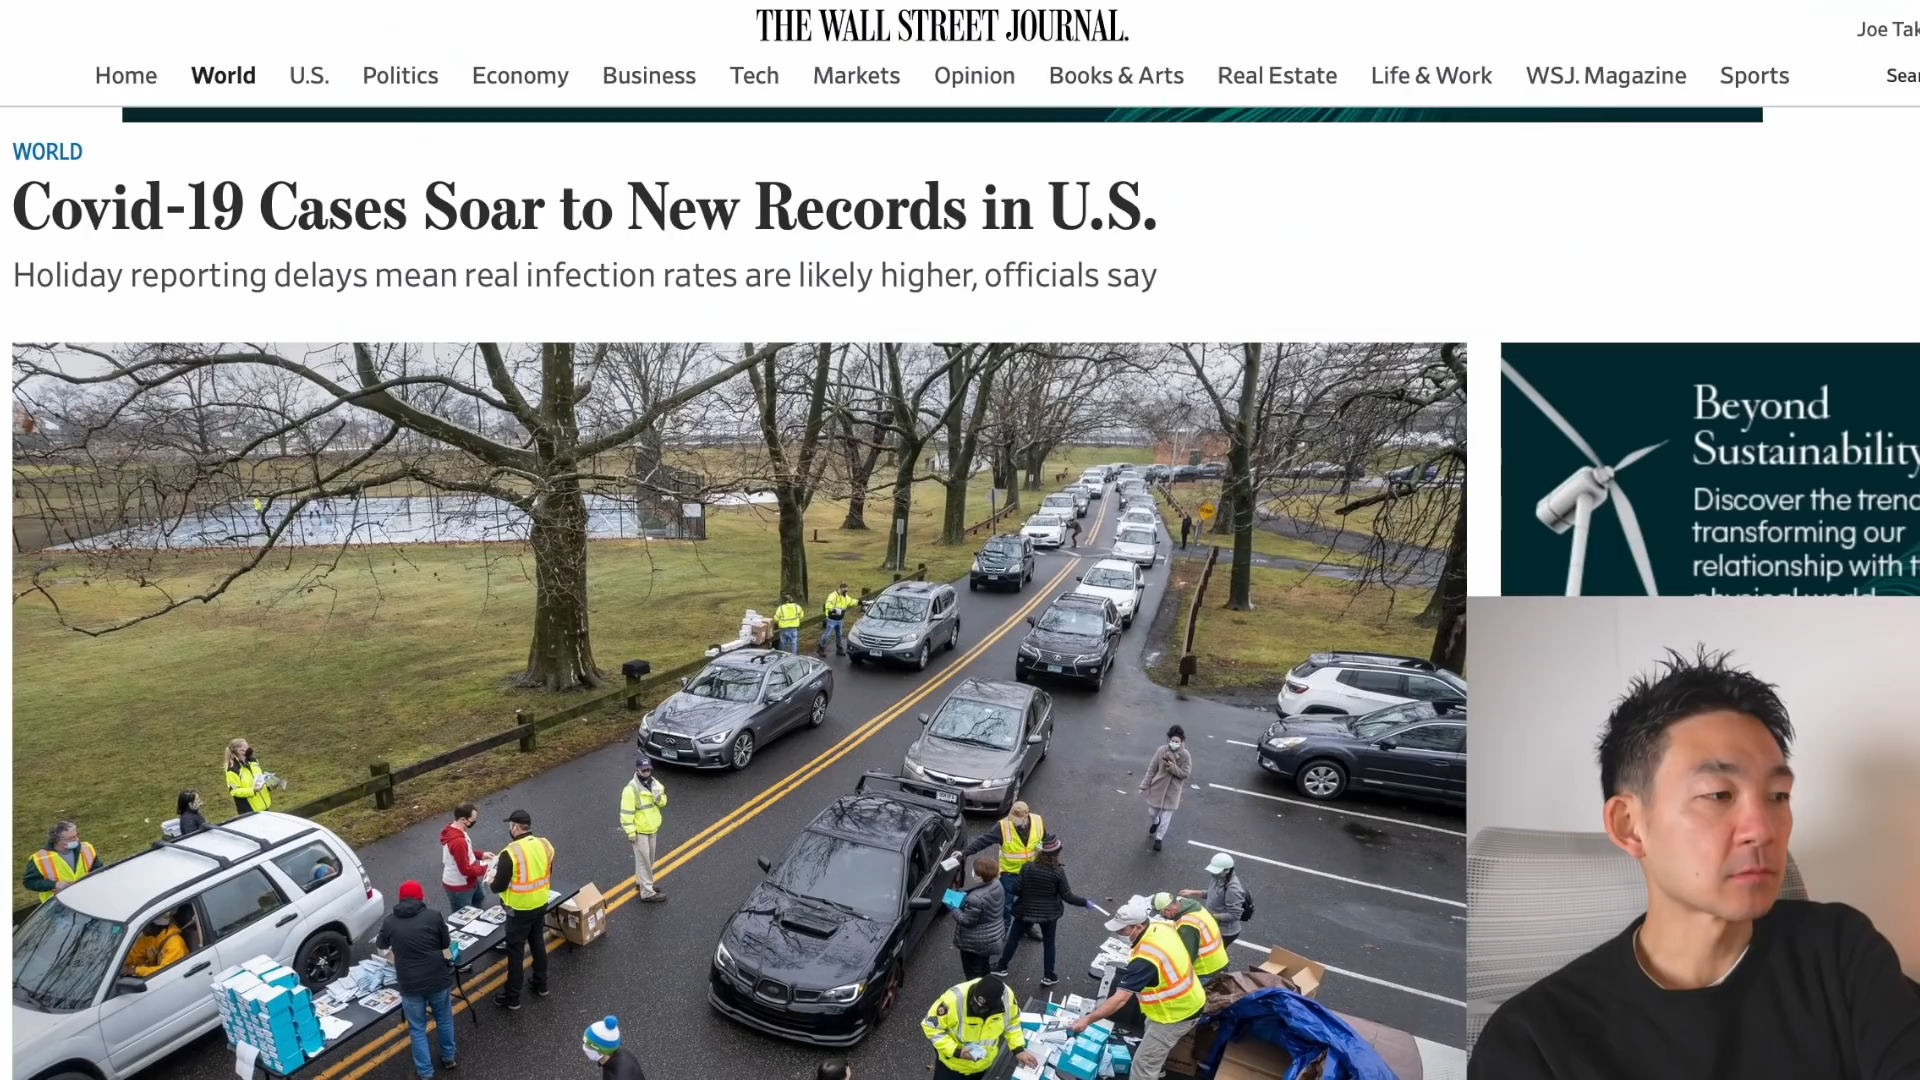 THE WALL STREET JOURNAL.
Joe Tak
Home World U.S. Politics Economy Business Tech Markets Opinion Books & Arts Real Estate Life & Work WSJ. Magazine Sports Sear
WORLD
Covid-19 Cases Soar to New Records in U.S.
Holiday reporting delays mean real infection rates are likely higher, officials say
Beyond
Sustainability
Discover the trend
transforming our
relationship with t
physical world